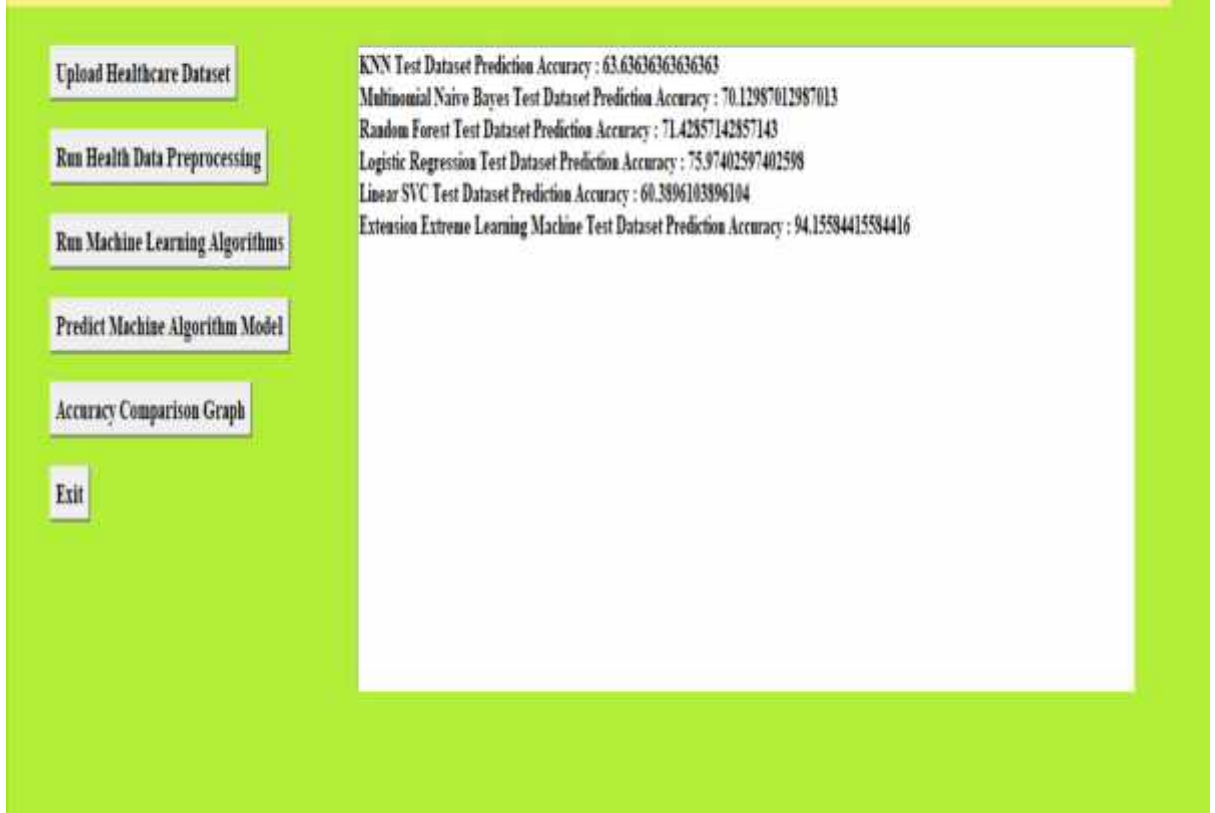 Upload Healthcare Dataset
Run Health Data Preprocessing
Run Machine Learning Algorithms
Predict Machine Algorithm Model
Accuracy Comparison Graph
Exit
KNN Test Dataset Prediction Accuracy : 63.63636363636363
Multinomial Naive Bayes Test Dataset Prediction Accuracy : 70.12987012987013
Random Forest Test Dataset Prediction Accuracy : 71.42857142857143
Logistic Regression Test Dataset Prediction Accuracy : 75.97402597402598
Linear SVC Test Dataset Prediction Accuracy : 60.3896103896104
Extension Extreme Learning Machine Test Dataset Prediction Accuracy : 94.15584415584416